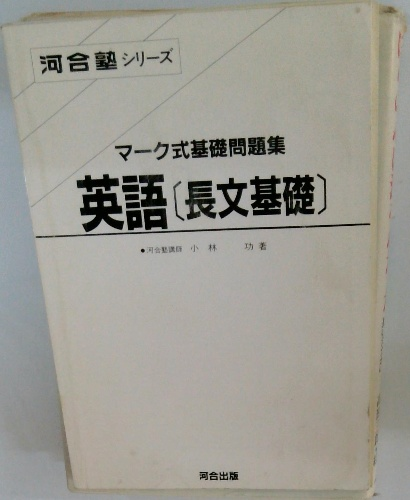 河合塾シリーズ
マーク式基礎問題集
英語〔長文基礎〕
●河合塾講師 小林 功著
河合出版